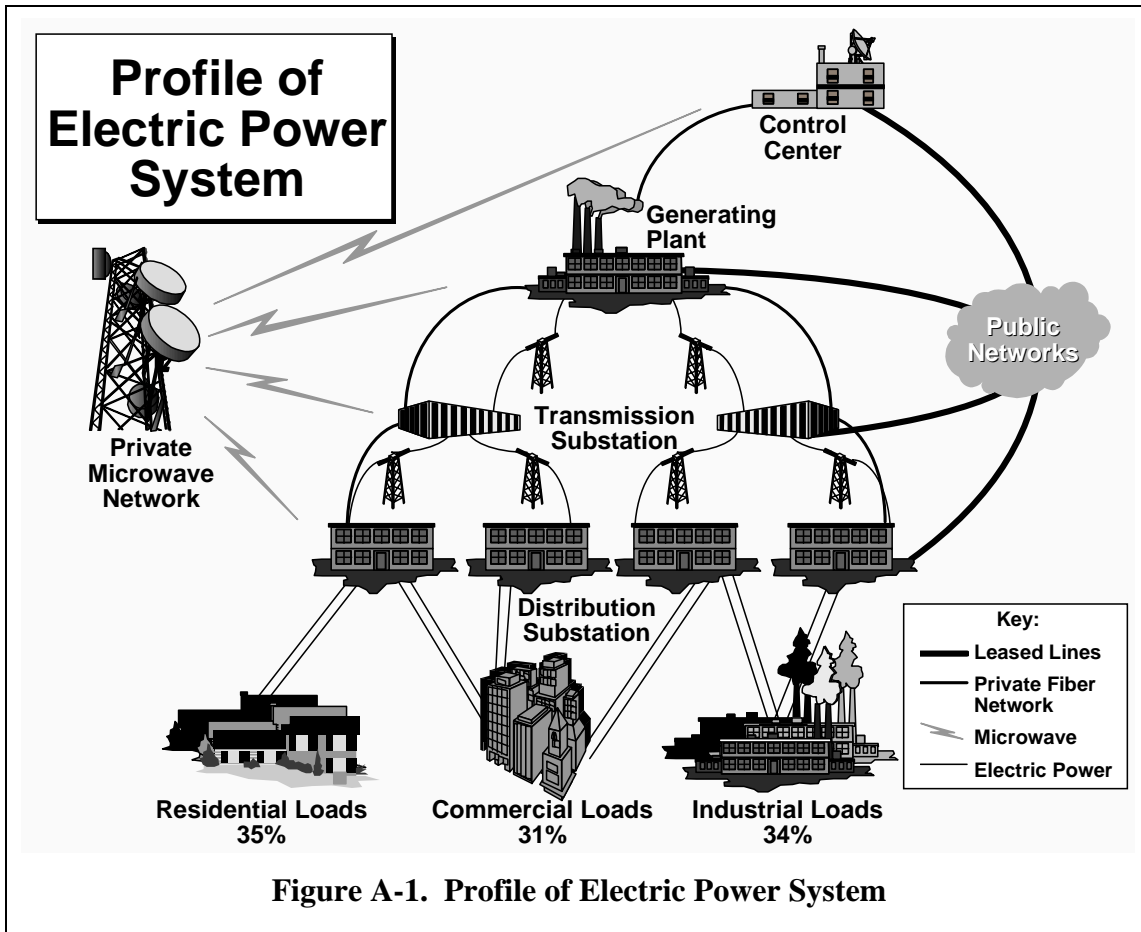 Profile of
Electric Power
System
Control
Center
Generating
Plant
Public
Networks
Private
Microwave
Network
Transmission
Substation
Distribution
Substation
Key:
Leased Lines
Private Fiber
Network
Microwave
Electric Power
Residential Loads
35%
Commercial Loads
31%
Industrial Loads
34%
Figure A-1. Profile of Electric Power System